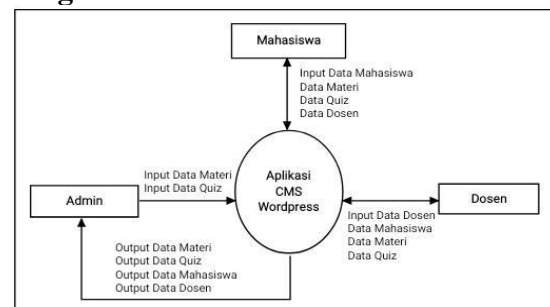 Mahasiswa
Input Data Mahasiswa
Data Materi
Data Quiz
Data Dosen
Input Data Materi
Input Data Quiz
Admin
Aplikasi
CMS
Wordpress
Dosen
Input Data Dosen
Data Mahasiswa
Data Materi
Data Quiz
Output Data Materi
Output Data Quiz
Output Data Mahasiswa
Output Data Dosen